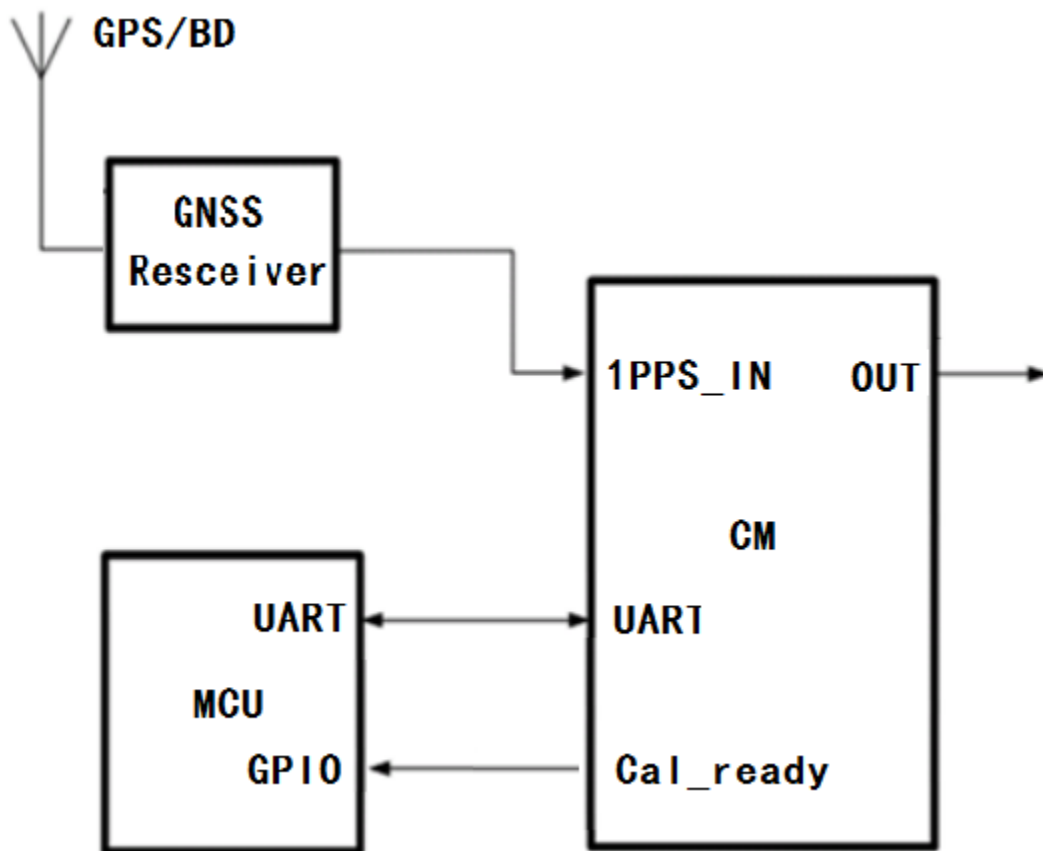 GPS/BD
GNSS
Resceiver
1PPS_IN
OUT
CM
UART
UART
MCU
GPIO
Cal_ready